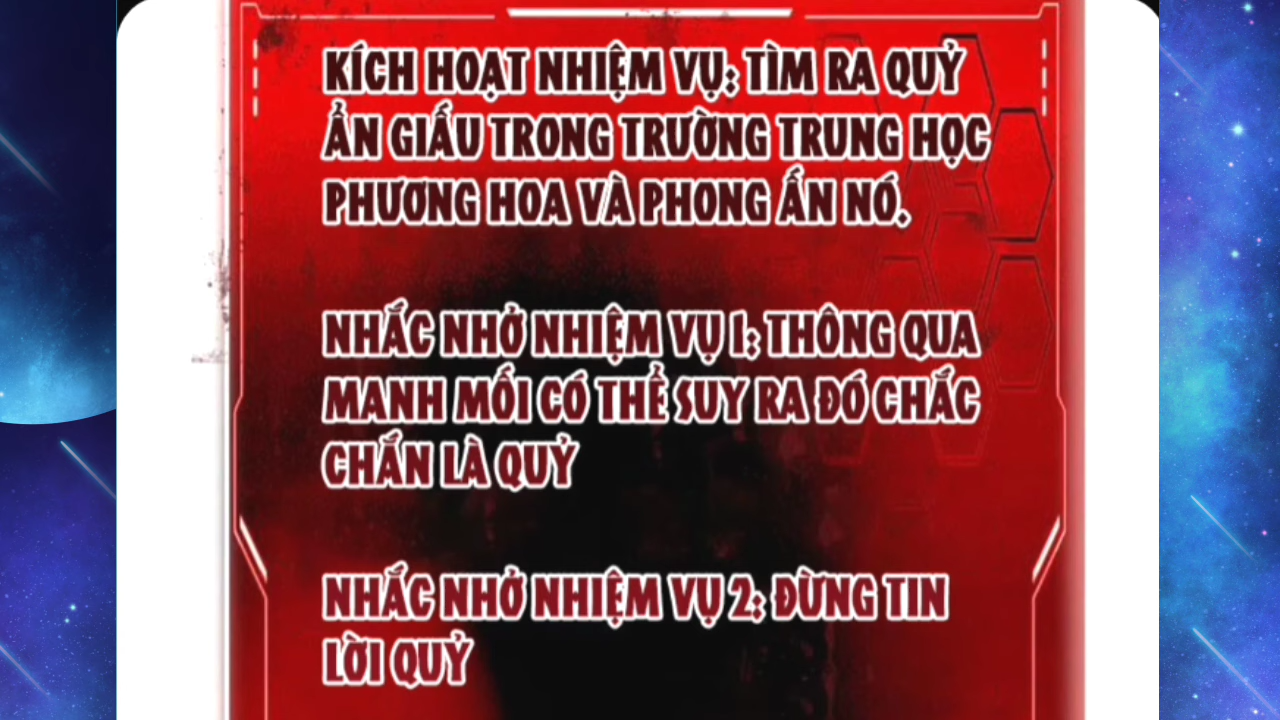 KÍCH HOẠT NHIỆM VỤ: TÌM RA QUỶ
ẨN GIẤU TRONG TRƯỜNG TRUNG HỌC
PHƯƠNG HOA VÀ PHONG ẤN NÓ.
NHẮC NHỞ NHIỆM VỤ 1: THÔNG QUA
MANH MỐI CÓ THỂ SUY RA ĐÓ CHẮC
CHẮN LÀ QUỶ
NHẮC NHỞ NHIỆM VỤ 2: ĐỪNG TIN
LỜI QUỶ